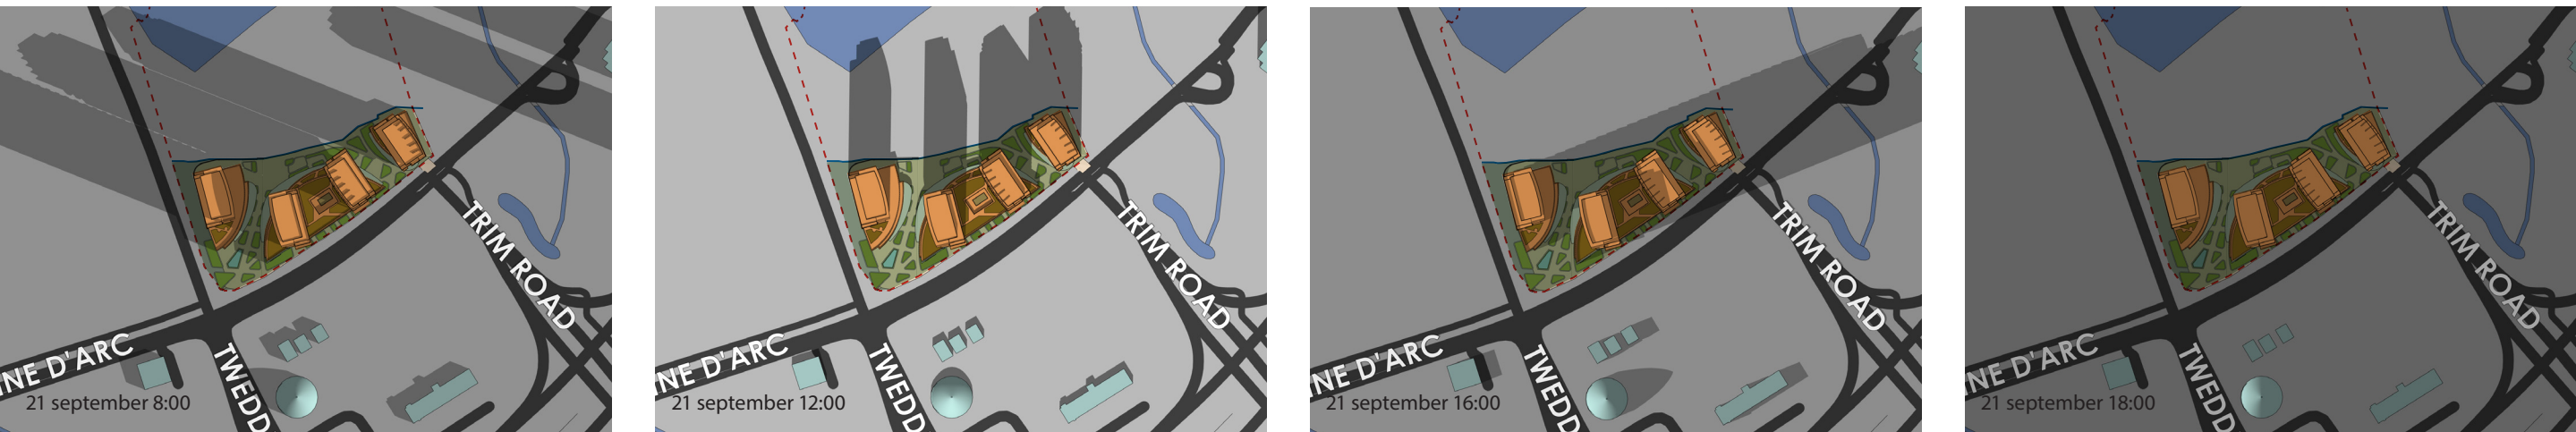 TRIM ROAD
NE D'ARC
TWEDD
21 september 8:00
TRIM ROAD
NE D'ARC
TWEDD
21 september 12:00
TRIM ROAD
NE D'ARC
TWEDD
21 september 16:00
TRIM ROAD
NE D'ARC
TWEDD
21 september 18:00